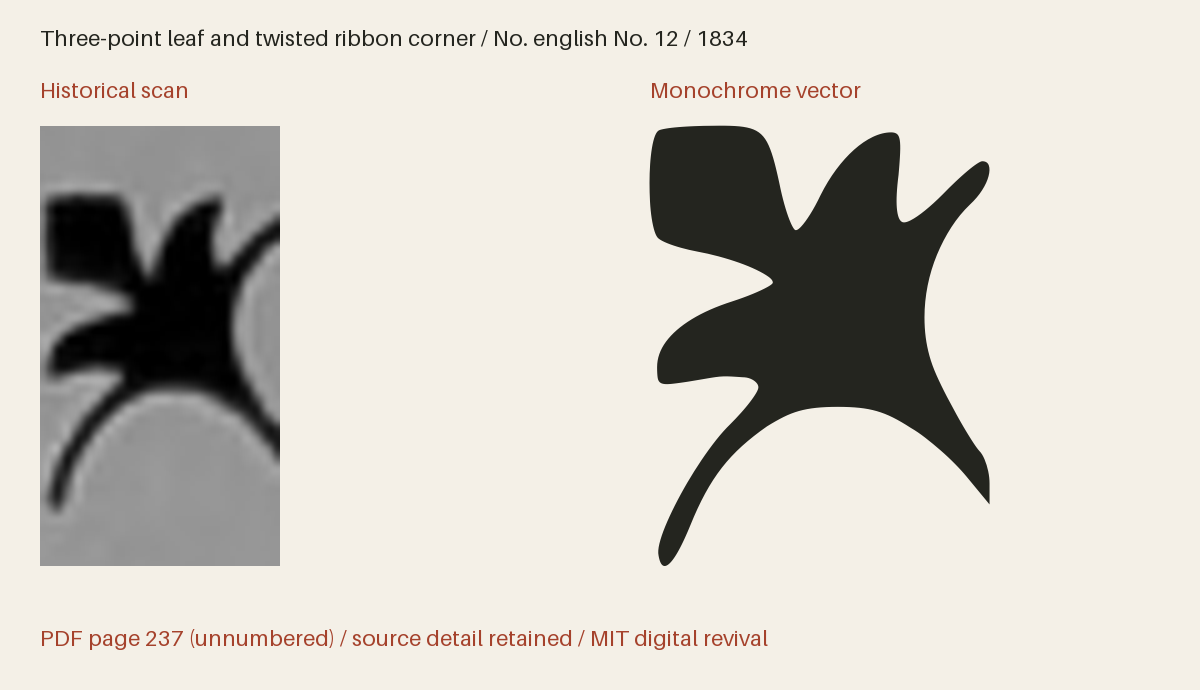 Three-point leaf and twisted ribbon corner / No. english No. 12 / 1834
Historical scan
Monochrome vector
PDF page 237 (unnumbered) / source detail retained / MIT digital revival